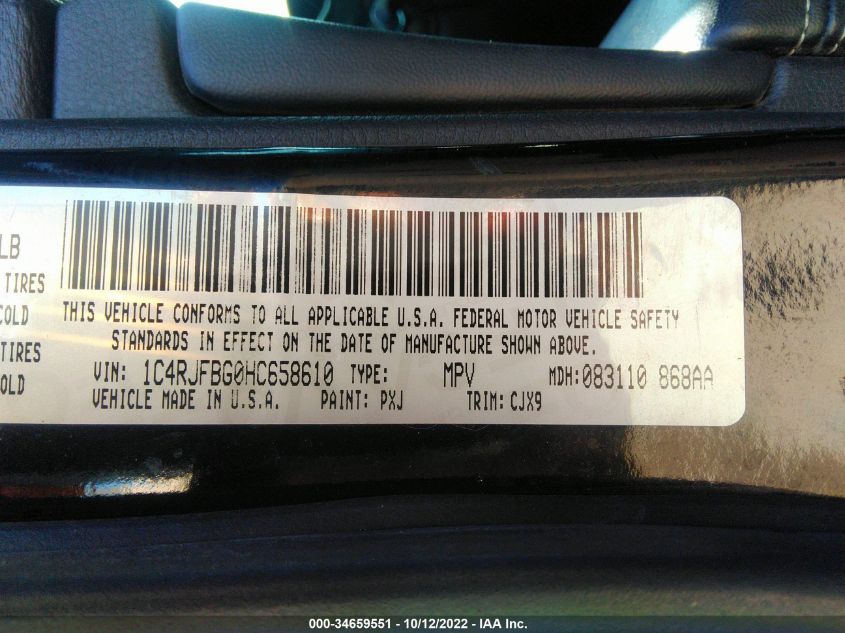 LB
TIRES
COLD
TIRES
COLD
THIS VEHICLE CONFORMS TO ALL APPLICABLE U.S.A. FEDERAL MOTOR VEHICLE SAFETY
STANDARDS IN EFFECT ON THE DATE OF MANUFACTURE SHOWN ABOVE.
VIN: 1C4RJFBG0HC658610 TYPE: MPV MDH:083110 868AA
VEHICLE MADE IN U.S.A. PAINT: PXJ TRIM: CJX9
000-34659551 - 10/12/2022 - IAA Inc.